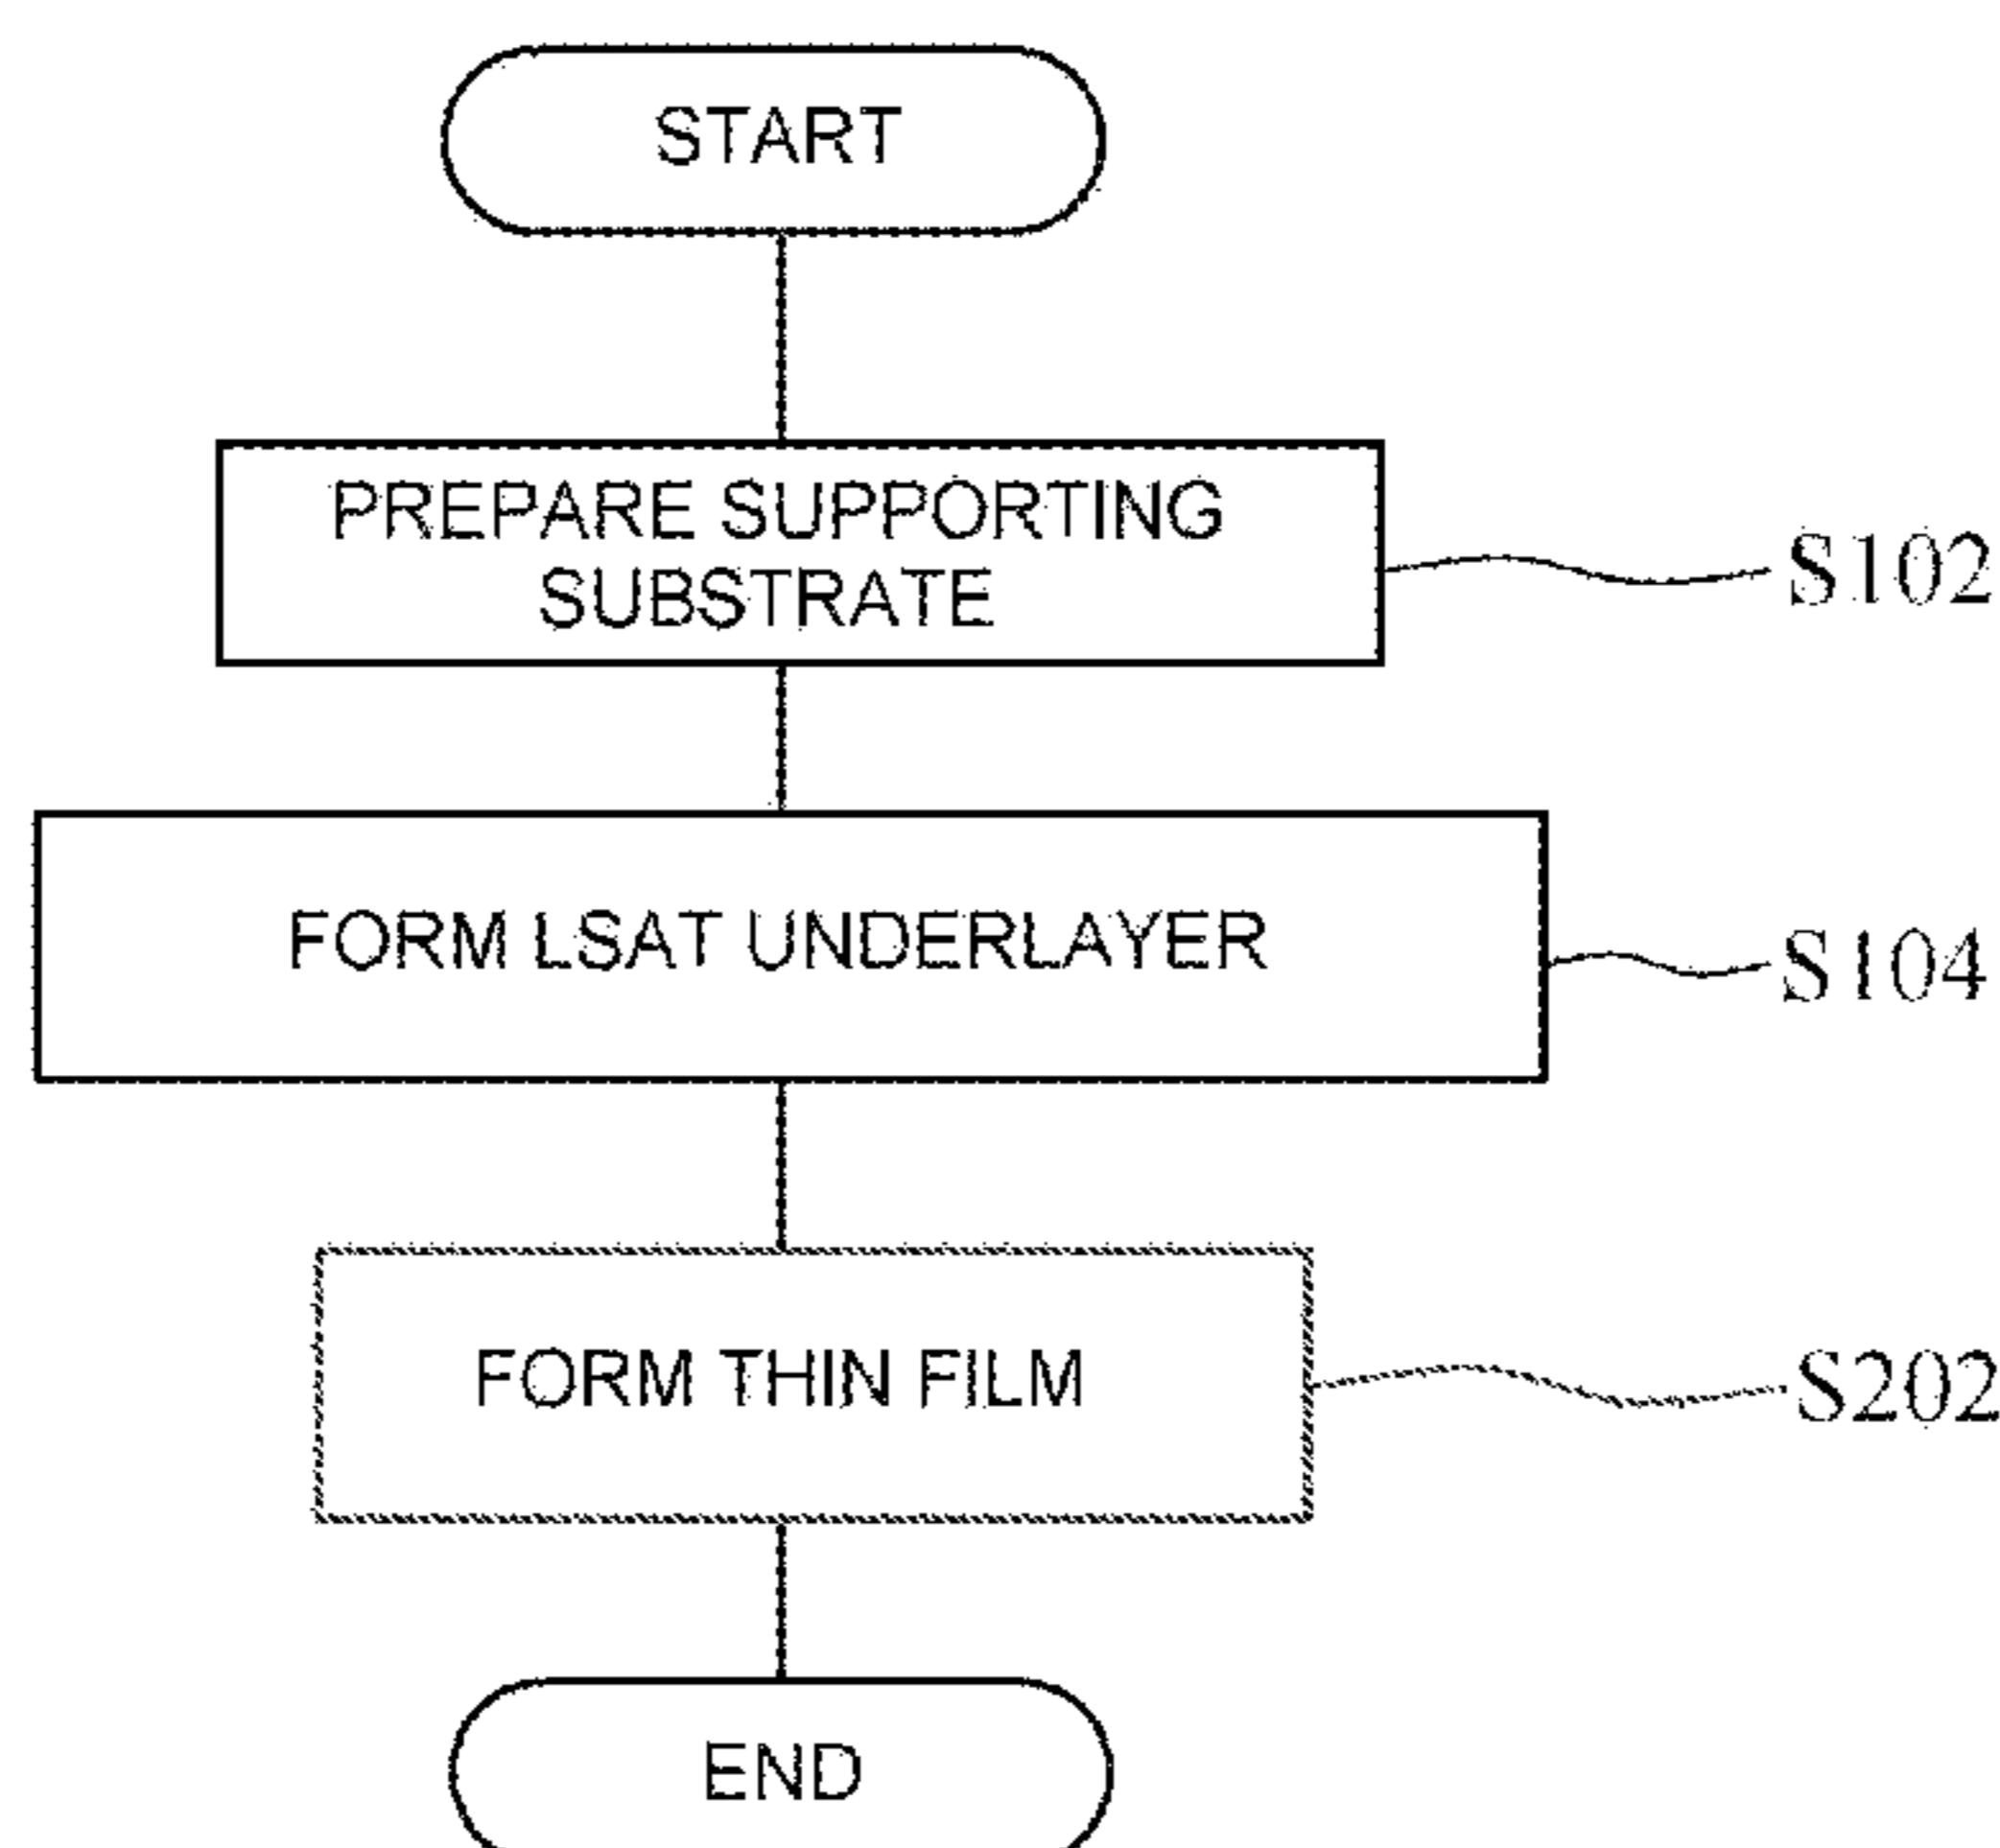 START
PREPARE SUPPORTING
SUBSTRATE
S102
FORM LSAT UNDERLAYER
S104
FORM THIN FILM
S202
END